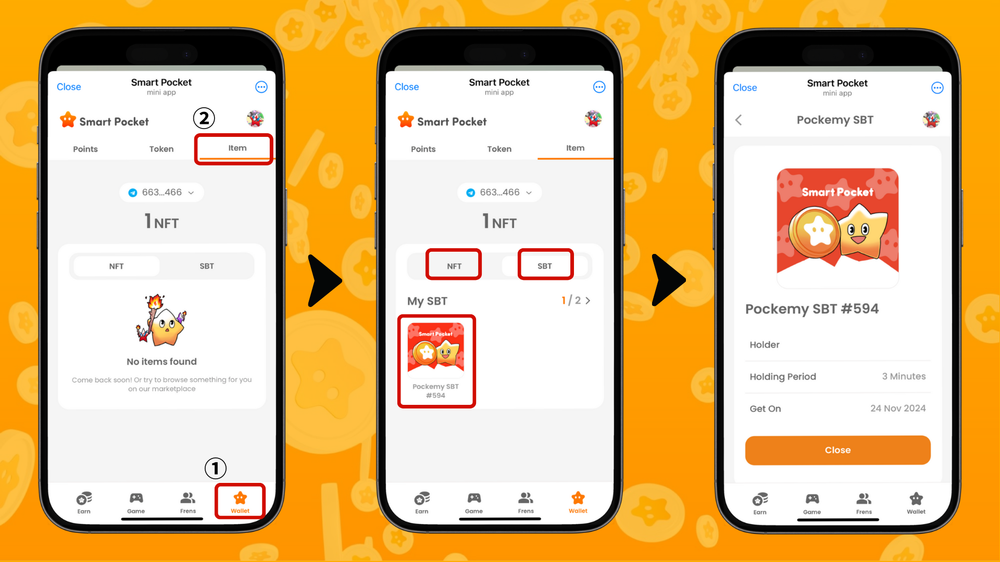 Close
Smart Pocket
mini app
Smart Pocket
②
Points
Token
Item
663...466
1 NFT
NFT
SBT
No items found
Come back soon! Or try to browse something for you
on our marketplace
①
Earn
Game
Frens
Wallet
Close
Smart Pocket
mini app
Smart Pocket
Points
Token
Item
663...466
1 NFT
NFT
SBT
My SBT
1 / 2
Smart Pocket
Pockemy SBT
#594
Earn
Game
Frens
Wallet
Close
Smart Pocket
mini app
Pockemy SBT
Smart Pocket
Pockemy SBT #594
Holder
Holding Period
3 Minutes
Get On
24 Nov 2024
Close
Earn
Game
Frens
Wallet